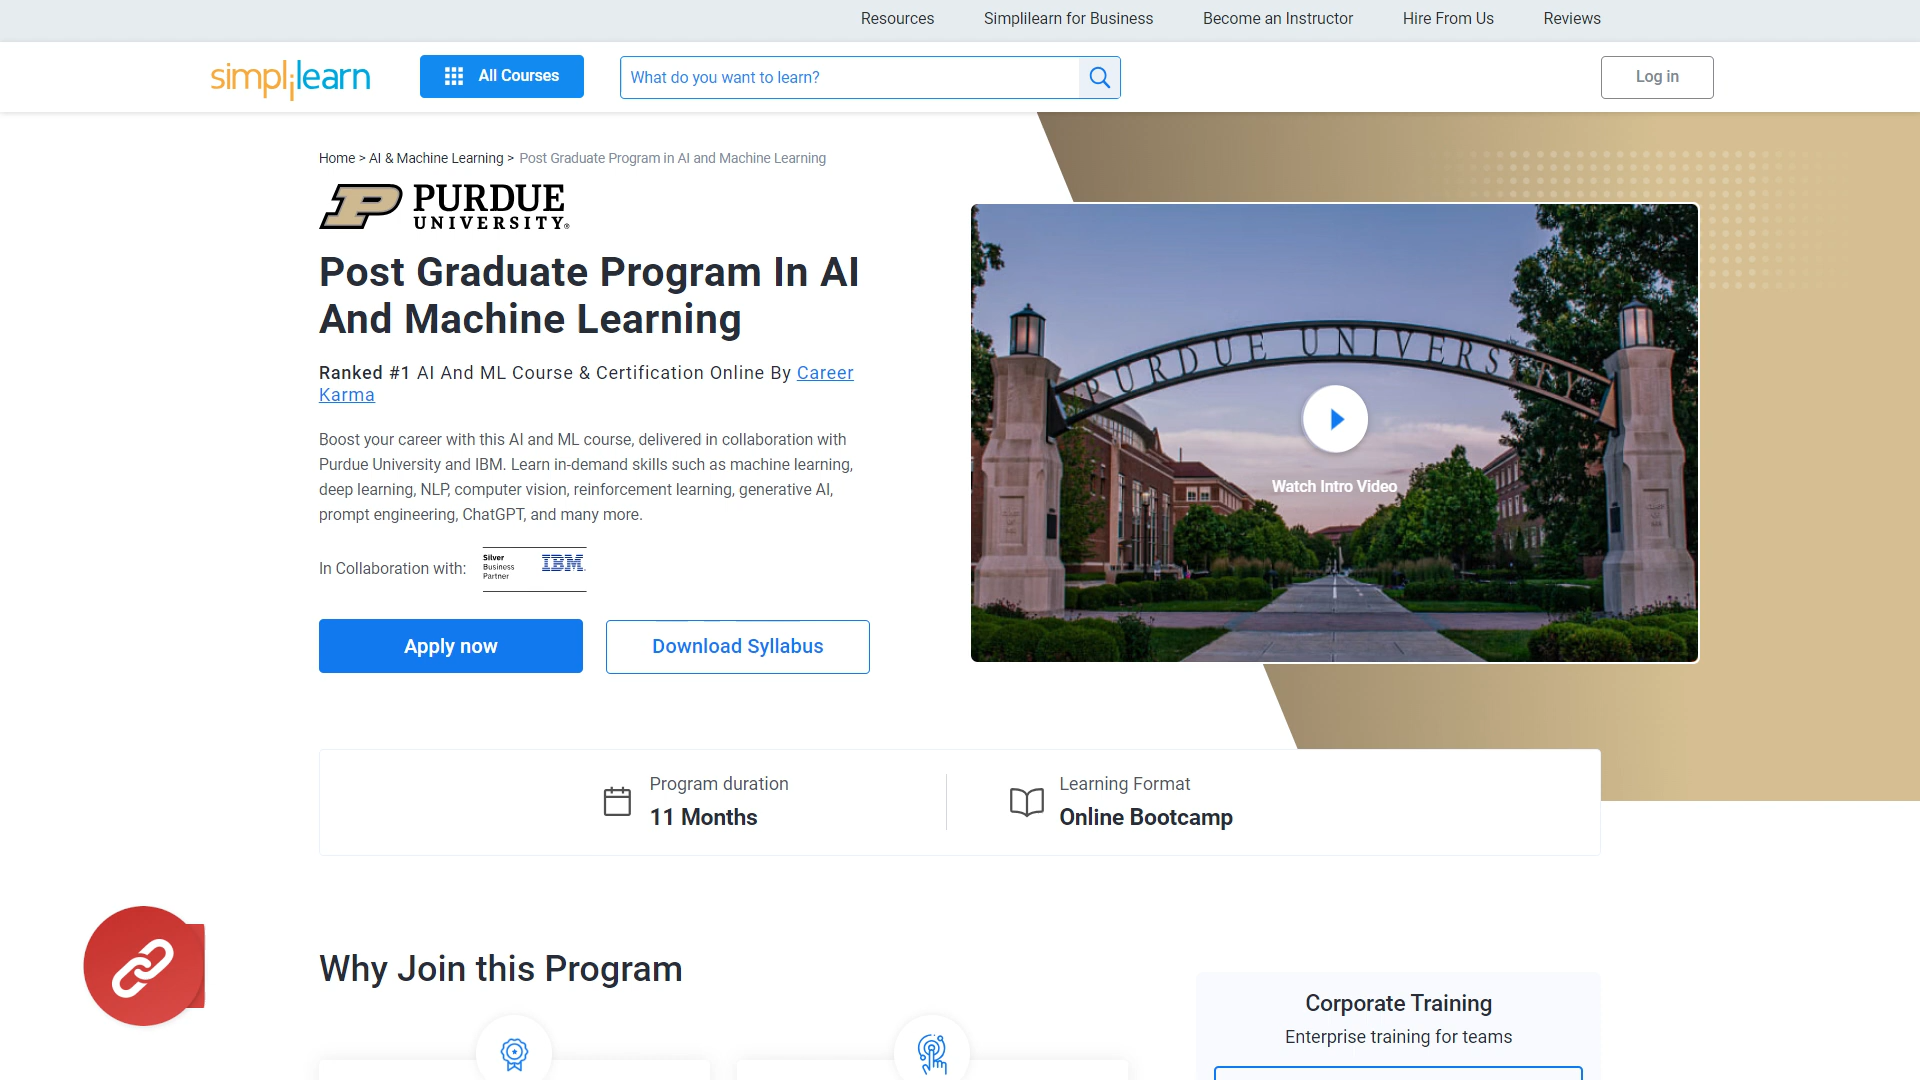 Resources Simplilearn for Business Become an Instructor Hire From Us Reviews
simplilearn All Courses What do you want to learn? Log in
Home > AI & Machine Learning > Post Graduate Program in AI and Machine Learning
PURDUE
UNIVERSITY®
Post Graduate Program In AI
And Machine Learning
Ranked #1 AI And ML Course & Certification Online By Career
Karma
Boost your career with this AI and ML course, delivered in collaboration with
Purdue University and IBM. Learn in-demand skills such as machine learning,
deep learning, NLP, computer vision, reinforcement learning, generative AI,
prompt engineering, ChatGPT, and many more.
In Collaboration with:
Silver
Business
Partner
IBM
Apply now Download Syllabus
PURDUE UNIVERSITY
Watch Intro Video
Program duration
11 Months
Learning Format
Online Bootcamp
Why Join this Program
Corporate Training
Enterprise training for teams